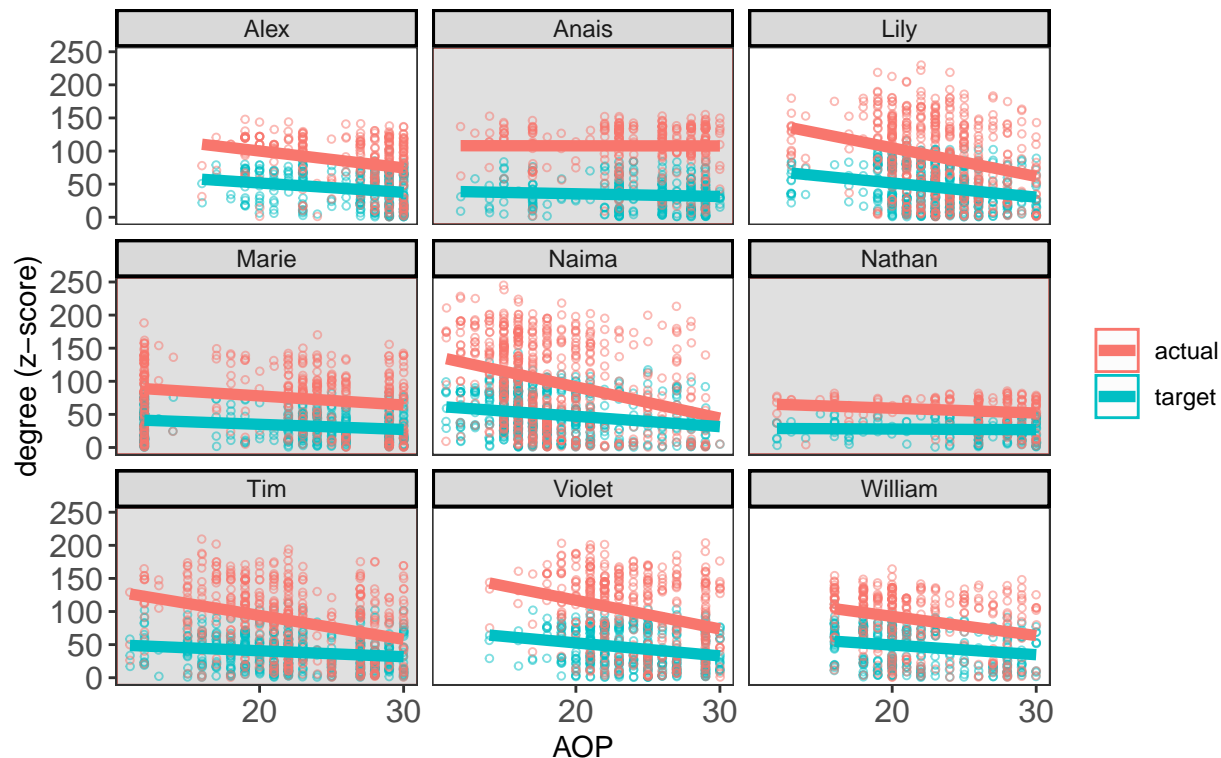 Alex Anais Lily
250
200
150
100
50
0
Marie Naima Nathan
250
200
150
100
50
0
Tim Violet William
250
200
150
100
50
0
20 30 20 30 20 30
AOP
degree (z−score)
actual
target